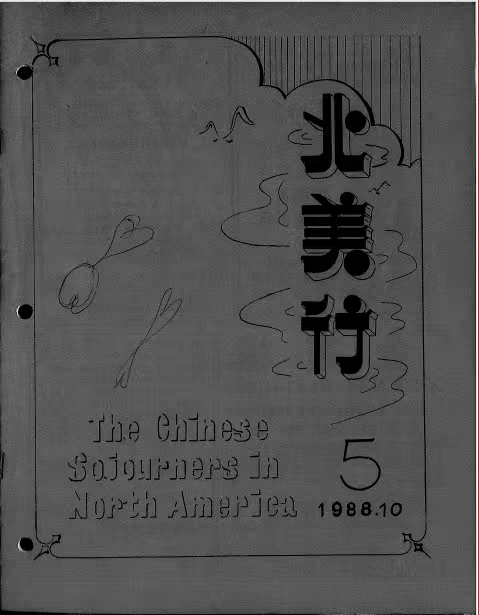 北美行
The Chinese
Sojourners in
North America
5
1988.10